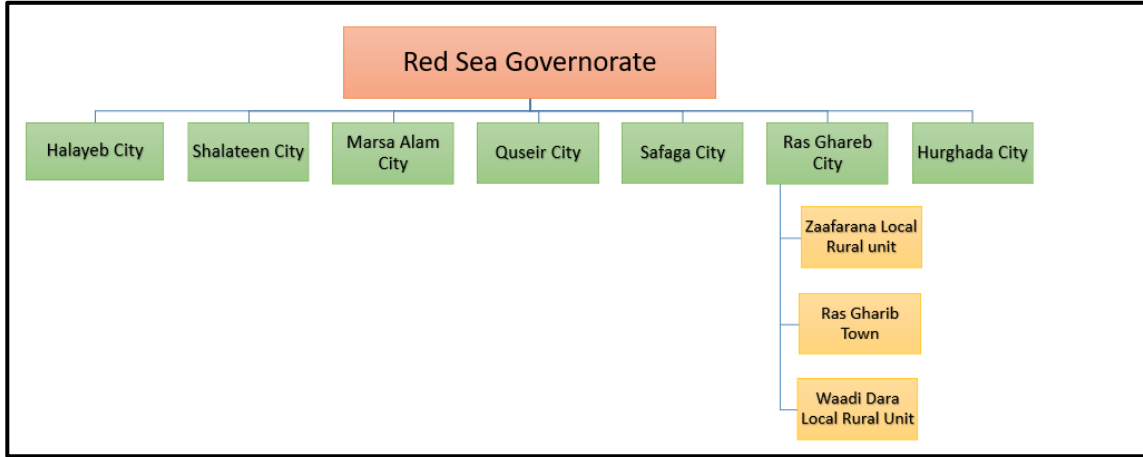 Red Sea Governorate
Halayeb City
Shalateen City
Marsa Alam
City
Quseir City
Safaga City
Ras Ghareb
City
Hurghada City
Zaafarana Local
Rural unit
Ras Gharib
Town
Waadi Dara
Local Rural Unit